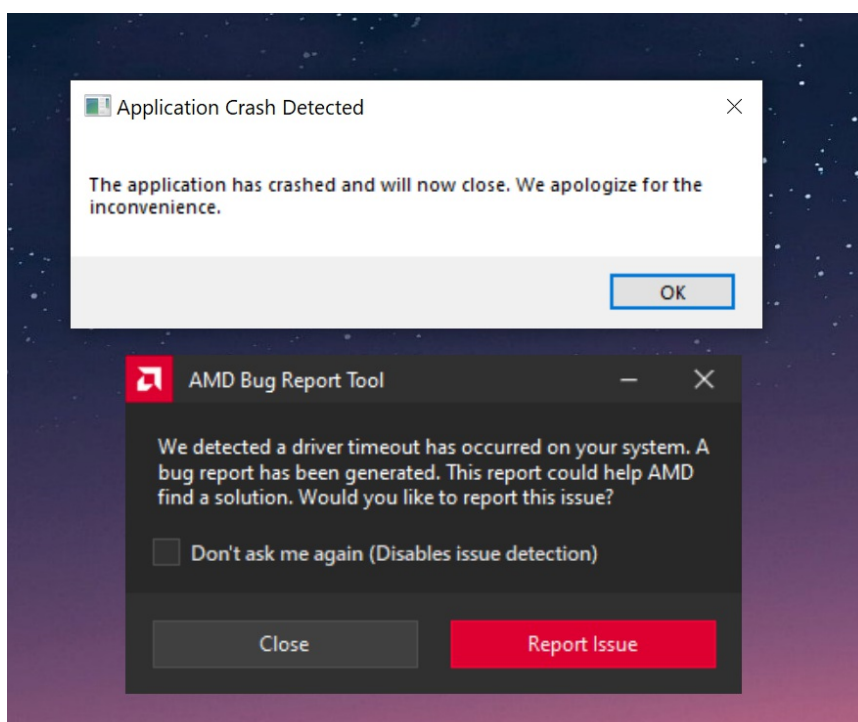 Application Crash Detected
The application has crashed and will now close. We apologize for the
inconvenience.
OK
AMD Bug Report Tool
We detected a driver timeout has occurred on your system. A
bug report has been generated. This report could help AMD
find a solution. Would you like to report this issue?
Don't ask me again (Disables issue detection)
Close
Report Issue